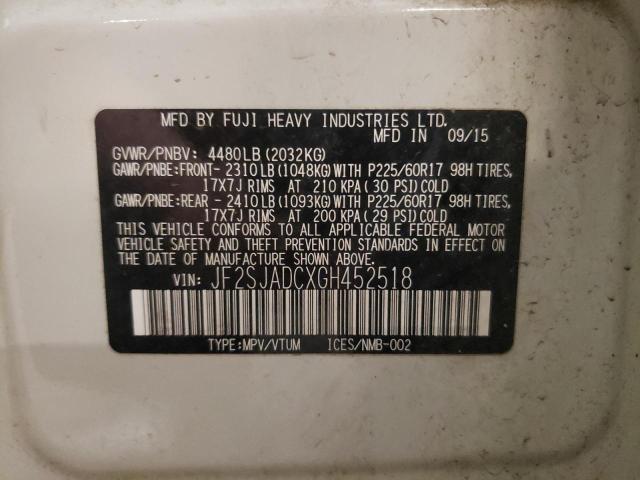 MFD BY FUJI HEAVY INDUSTRIES LTD.
MFD IN 09/15
GVWR/PNBV: 4480LB (2032KG)
GAWR/PNBE:FRONT- 2310LB (1048KG) WITH P225/60R17 98H TIRES,
17X7J RIMS AT 210 KPA (30 PSI) COLD
GAWR/PNBE:REAR - 2410LB (1093KG) WITH P225/60R17 98H TIRES,
17X7J RIMS AT 200 KPA (29 PSI) COLD
THIS VEHICLE CONFORMS TO ALL APPLICABLE FEDERAL MOTOR
VEHICLE SAFETY AND THEFT PREVENTION STANDARDS IN EFFECT ON
THE DATE OF MANUFACTURE SHOWN ABOVE.
VIN: JF2SJADCXGH452518
TYPE:MPV/VTUM ICES/NMB-002